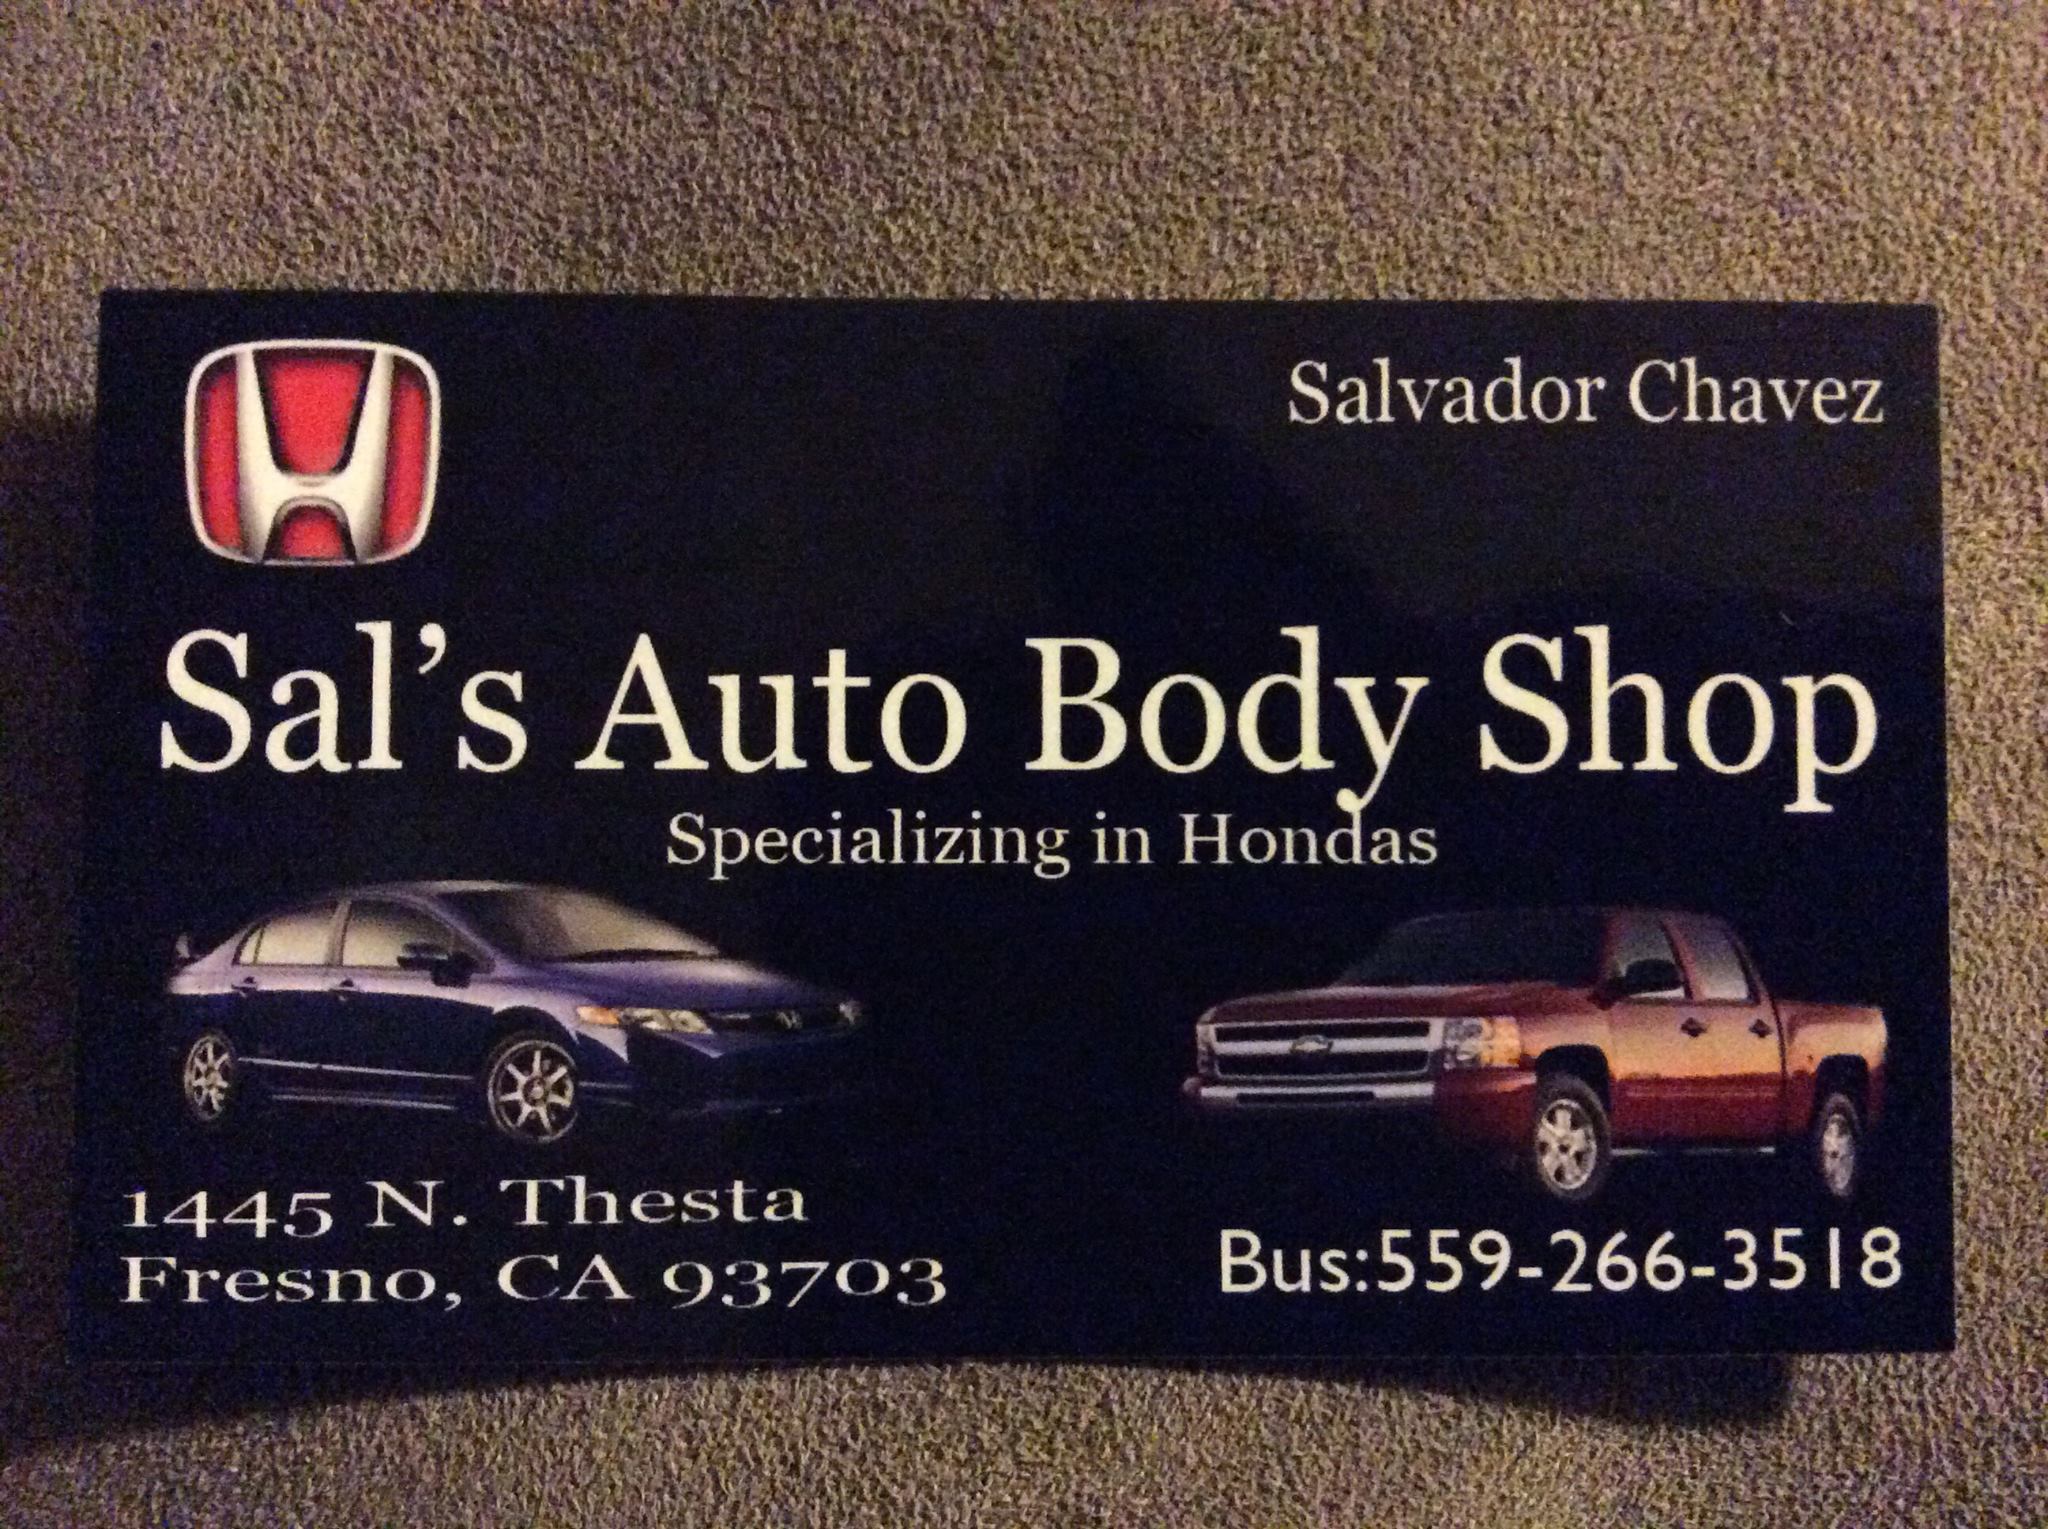 Salvador Chavez
Sal's Auto Body Shop
Specializing in Hondas
1445 N. Thesta
Fresno, CA 93703
Bus:559-266-3518